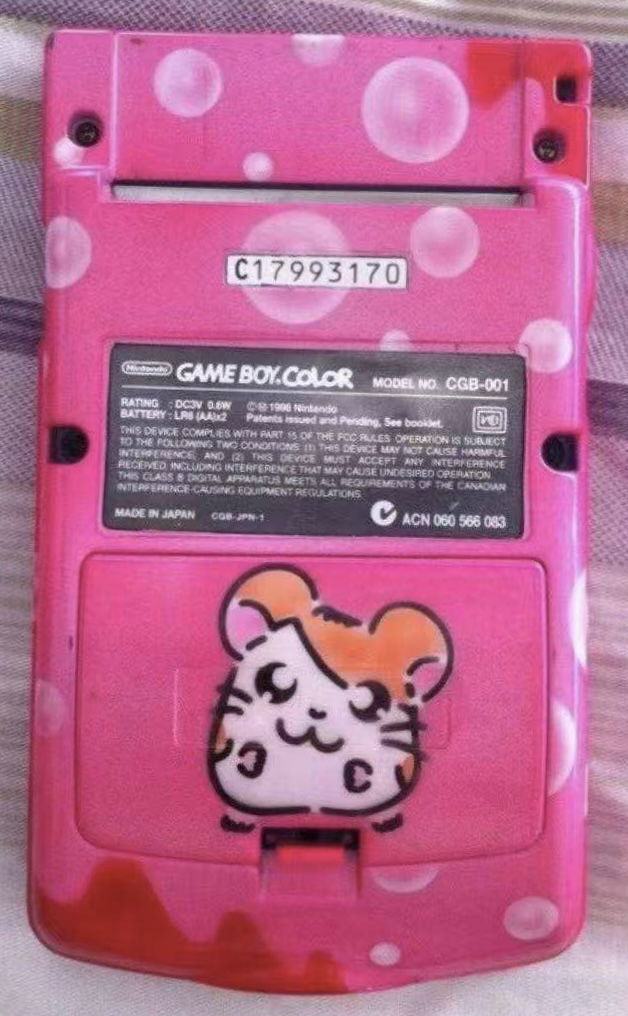 C17993170
Nintendo GAME BOY COLOR MODEL NO. CGB-001
RATING : DC3V 0.6W ©Ⓜ 1998 Nintendo
BATTERY : LR6 (AA)x2 Patents issued and Pending, See booklet.
THIS DEVICE COMPLIES WITH PART 15 OF THE FCC RULES OPERATION IS SUBJECT
TO THE FOLLOWING TWO CONDITIONS: (1) THIS DEVICE MAY NOT CAUSE HARMFUL
INTERFERENCE, AND (2) THIS DEVICE MUST ACCEPT ANY INTERFERENCE
RECEIVED, INCLUDING INTERFERENCE THAT MAY CAUSE UNDESIRED OPERATION
THIS CLASS B DIGITAL APPARATUS MEETS ALL REQUIREMENTS OF THE CANADIAN
INTERFERENCE-CAUSING EQUIPMENT REGULATIONS.
MADE IN JAPAN CGB-JPN-1 ACN 060 566 083